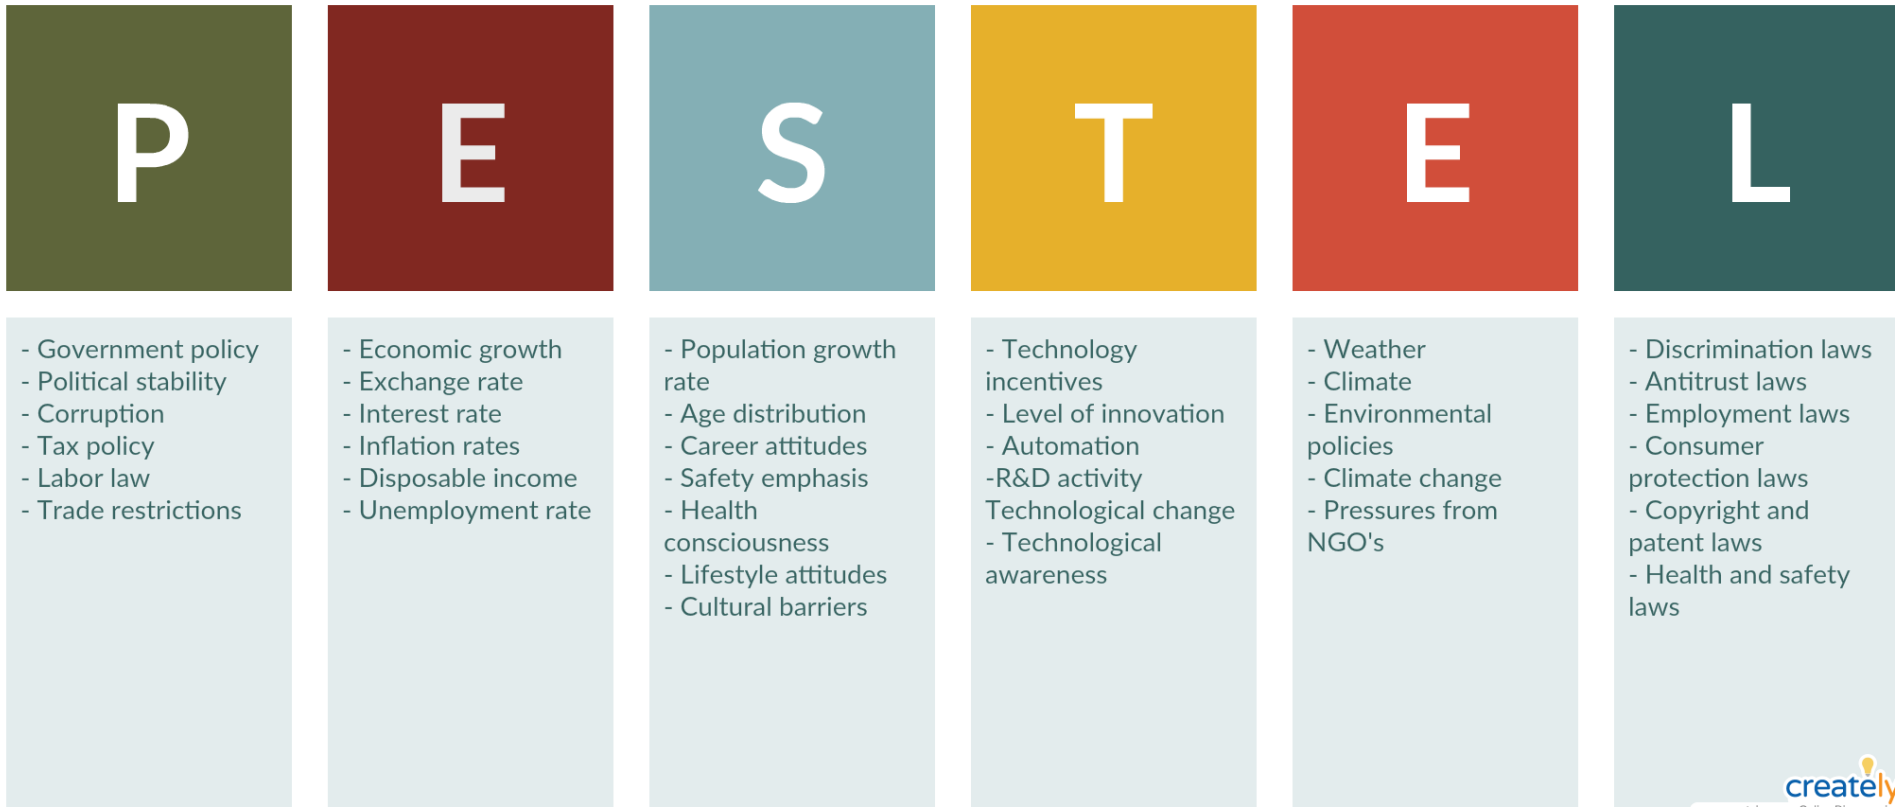 P
E
S
T
E
L
- Government policy
- Political stability
- Corruption
- Tax policy
- Labor law
- Trade restrictions
- Economic growth
- Exchange rate
- Interest rate
- Inflation rates
- Disposable income
- Unemployment rate
- Population growth
rate
- Age distribution
- Career attitudes
- Safety emphasis
- Health
consciousness
- Lifestyle attitudes
- Cultural barriers
- Technology
incentives
- Level of innovation
- Automation
-R&D activity
Technological change
- Technological
awareness
- Weather
- Climate
- Environmental
policies
- Climate change
- Pressures from
NGO's
- Discrimination laws
- Antitrust laws
- Employment laws
- Consumer
protection laws
- Copyright and
patent laws
- Health and safety
laws
creately